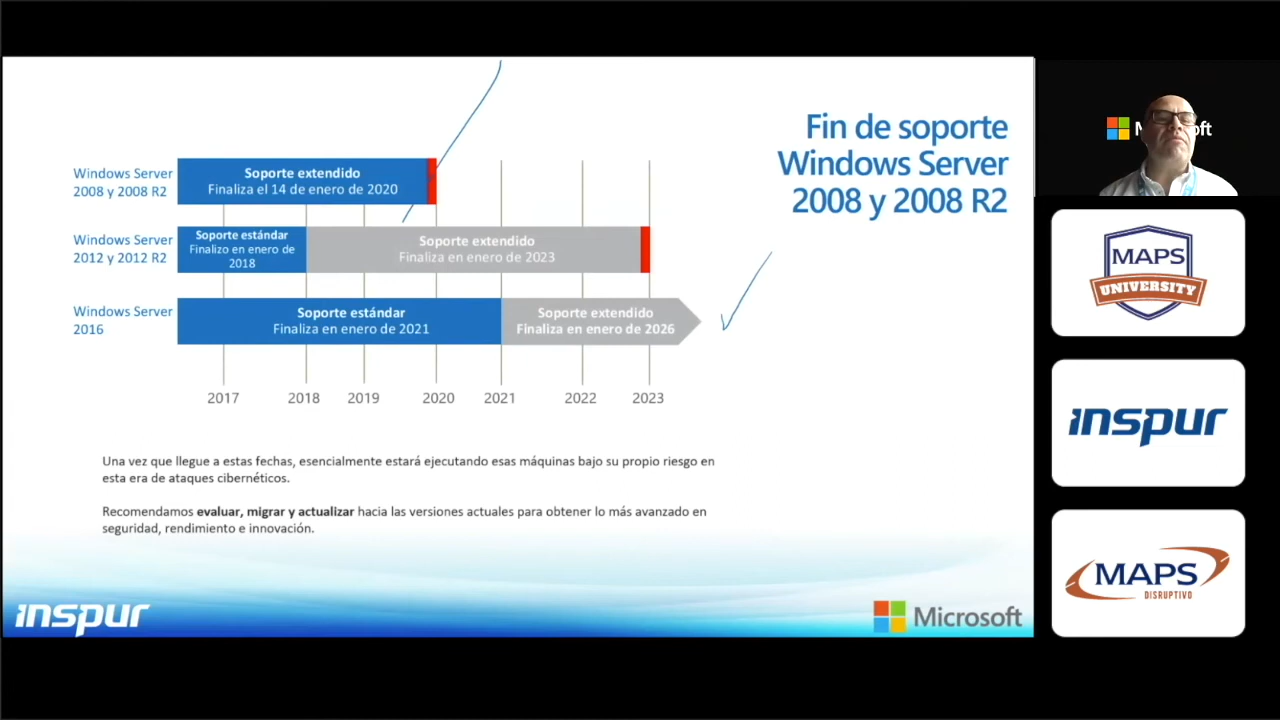 Fin de soporte
Windows Server
2008 y 2008 R2
Windows Server
2008 y 2008 R2
Soporte extendido
Finaliza el 14 de enero de 2020
Windows Server
2012 y 2012 R2
Soporte estándar
Finalizo en enero de
2018
Soporte extendido
Finaliza en enero de 2023
Windows Server
2016
Soporte estándar
Finaliza en enero de 2021
Soporte extendido
Finaliza en enero de 2026
2017 2018 2019 2020 2021 2022 2023
Una vez que llegue a estas fechas, esencialmente estará ejecutando esas máquinas bajo su propio riesgo en
esta era de ataques cibernéticos.
Recomendamos evaluar, migrar y actualizar hacia las versiones actuales para obtener lo más avanzado en
seguridad, rendimiento e innovación.
inspur
Microsoft
MAPS
UNIVERSITY
inspur
MAPS
DISRUPTIVO